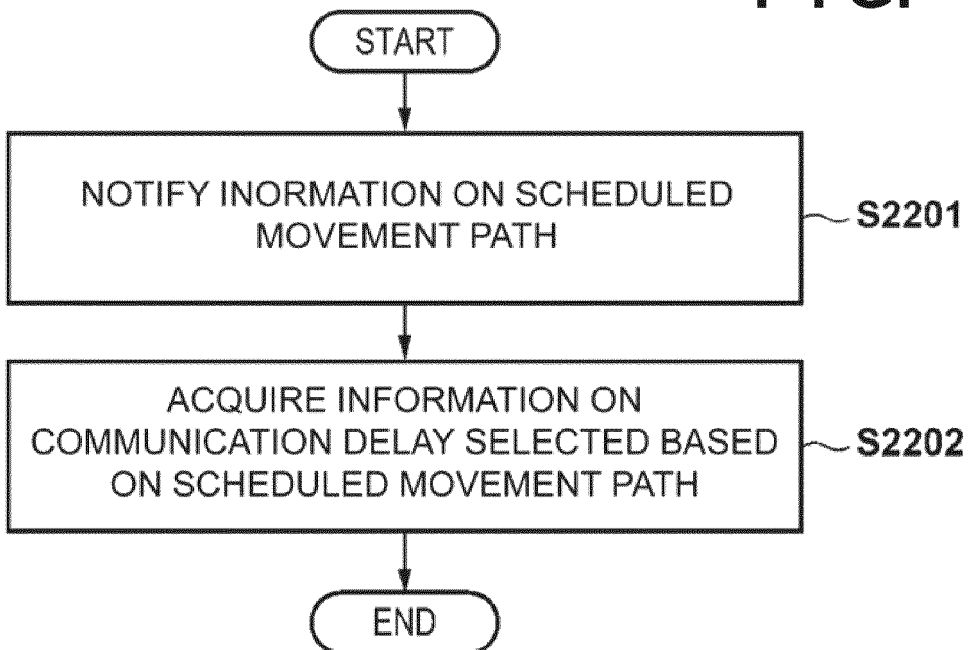 START
NOTIFY INORMATION ON SCHEDULED
MOVEMENT PATH
S2201
ACQUIRE INFORMATION ON
COMMUNICATION DELAY SELECTED BASED
ON SCHEDULED MOVEMENT PATH
S2202
END